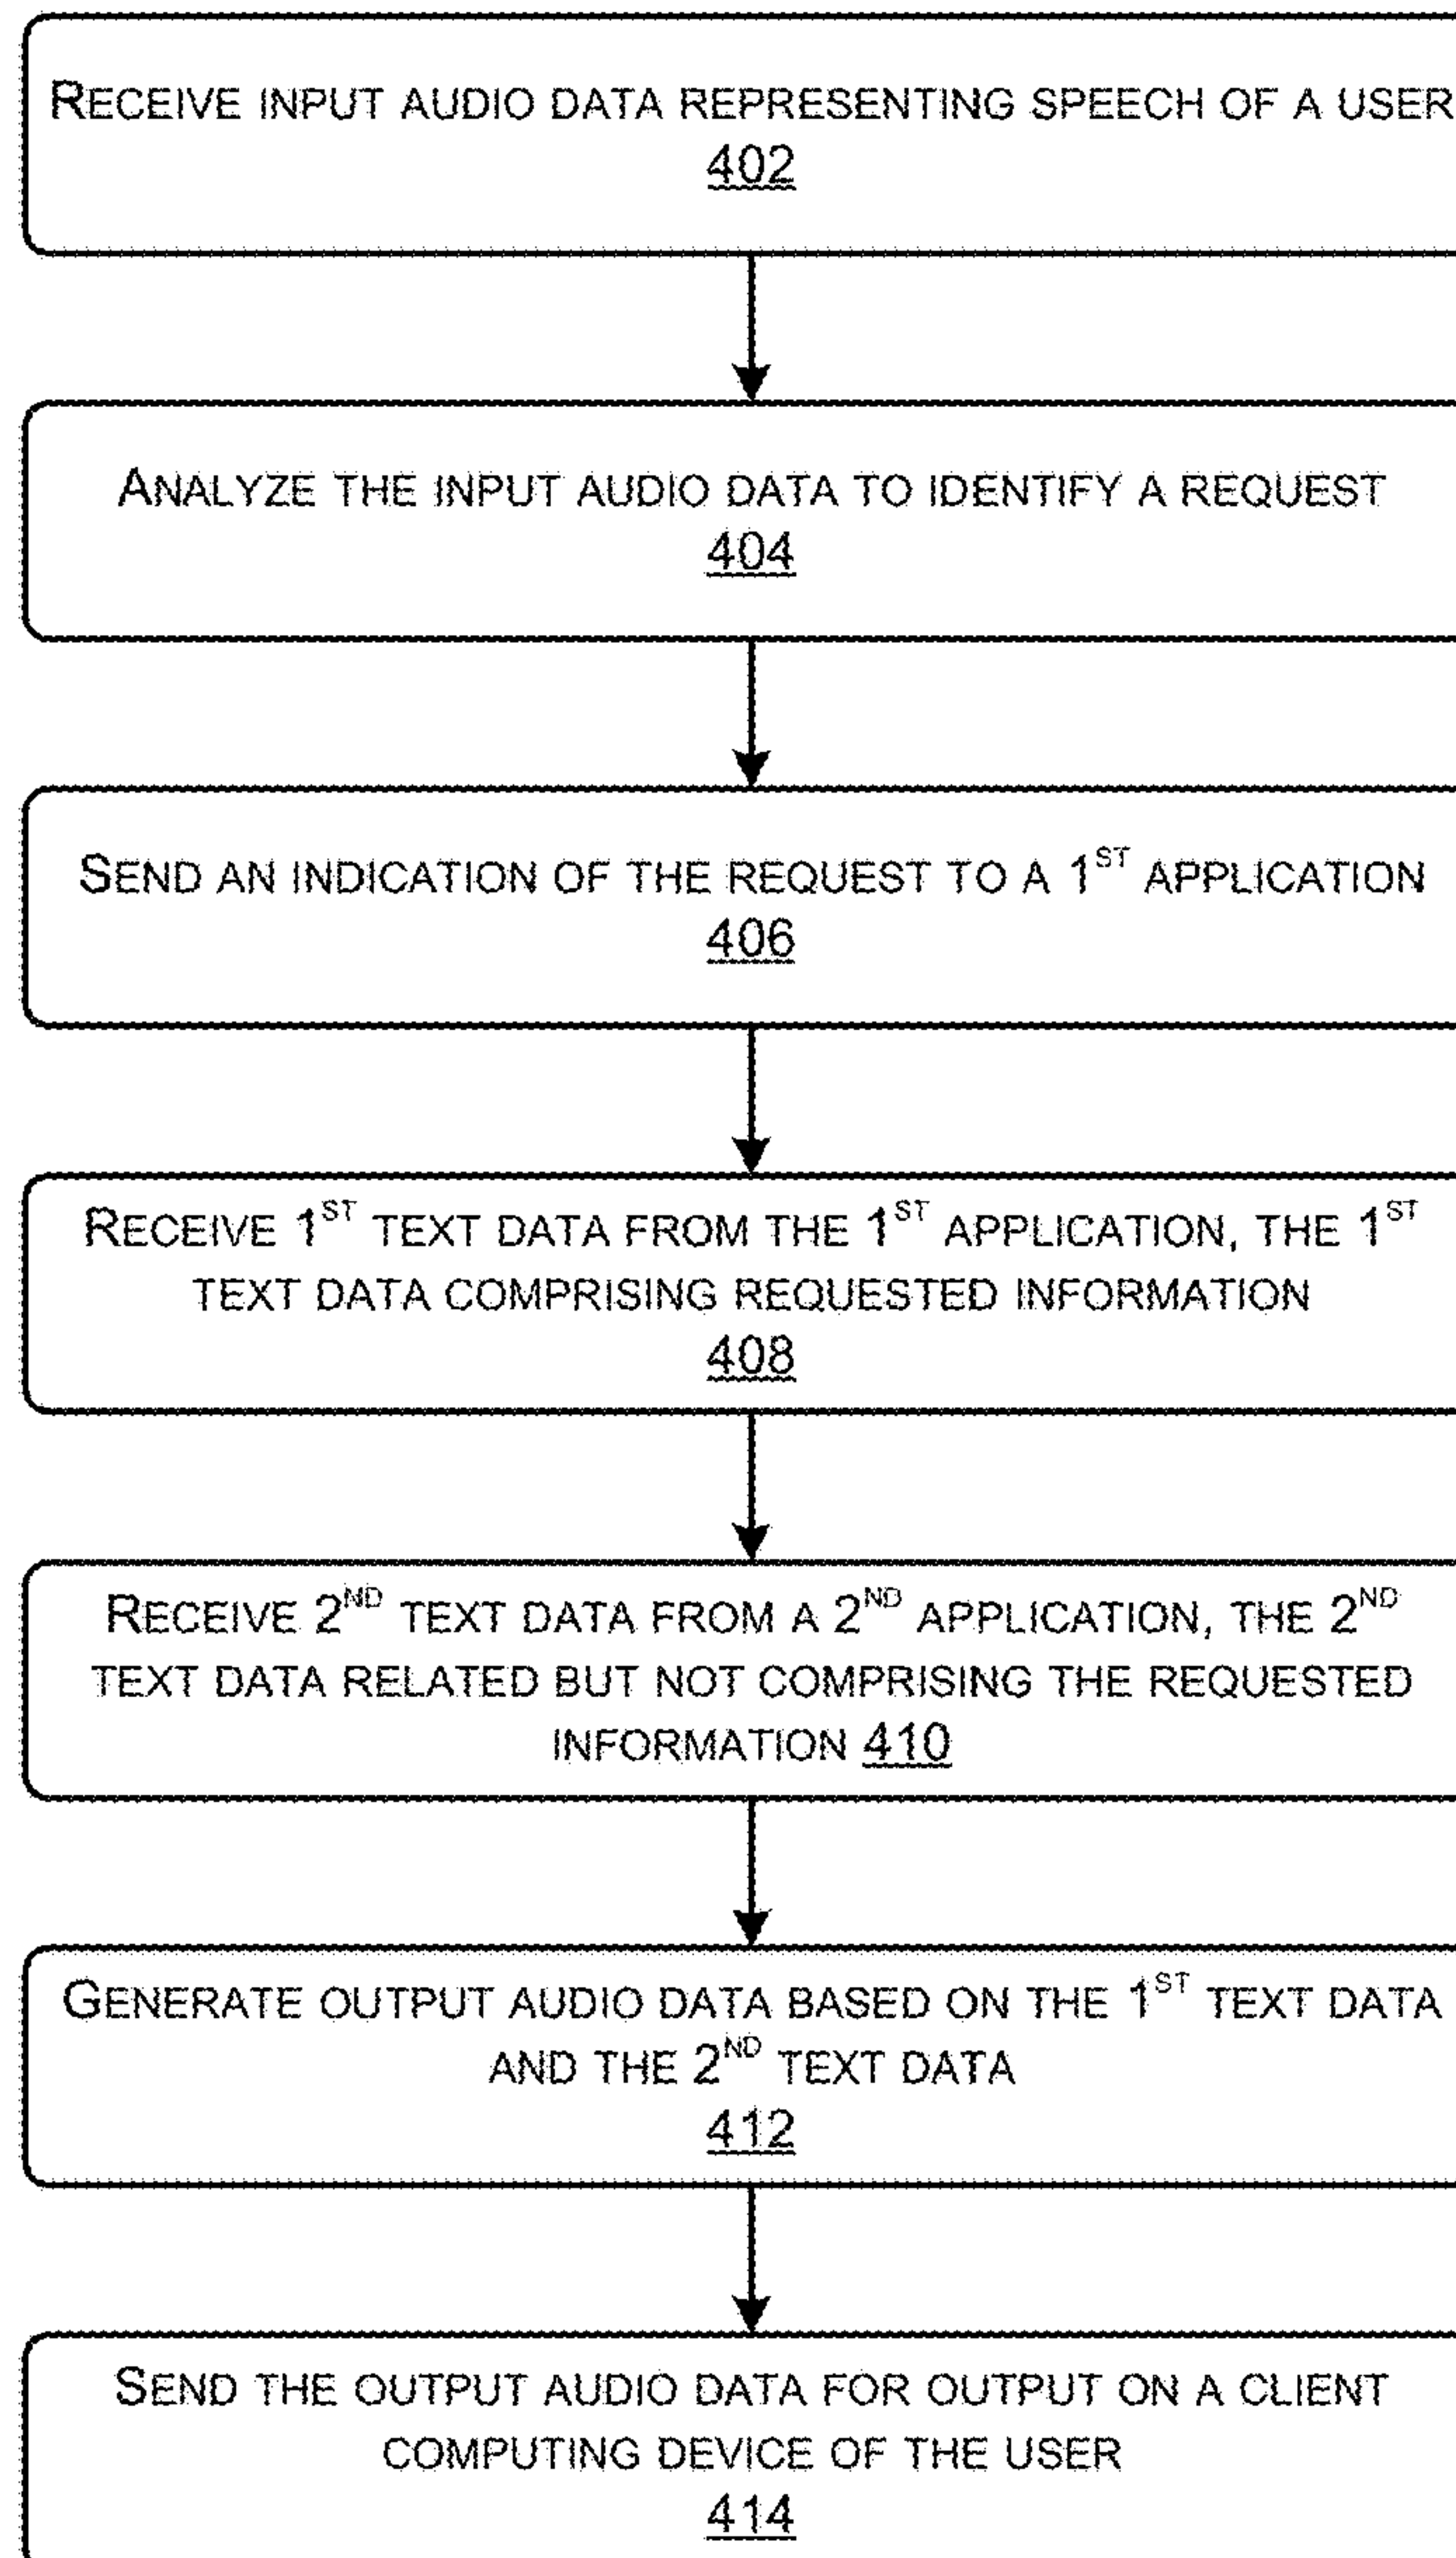 RECEIVE INPUT AUDIO DATA REPRESENTING SPEECH OF A USER
402
ANALYZE THE INPUT AUDIO DATA TO IDENTIFY A REQUEST
404
SEND AN INDICATION OF THE REQUEST TO A 1ST APPLICATION
406
RECEIVE 1ST TEXT DATA FROM THE 1ST APPLICATION, THE 1ST
TEXT DATA COMPRISING REQUESTED INFORMATION
408
RECEIVE 2ND TEXT DATA FROM A 2ND APPLICATION, THE 2ND
TEXT DATA RELATED BUT NOT COMPRISING THE REQUESTED
INFORMATION 410
GENERATE OUTPUT AUDIO DATA BASED ON THE 1ST TEXT DATA
AND THE 2ND TEXT DATA
412
SEND THE OUTPUT AUDIO DATA FOR OUTPUT ON A CLIENT
COMPUTING DEVICE OF THE USER
414